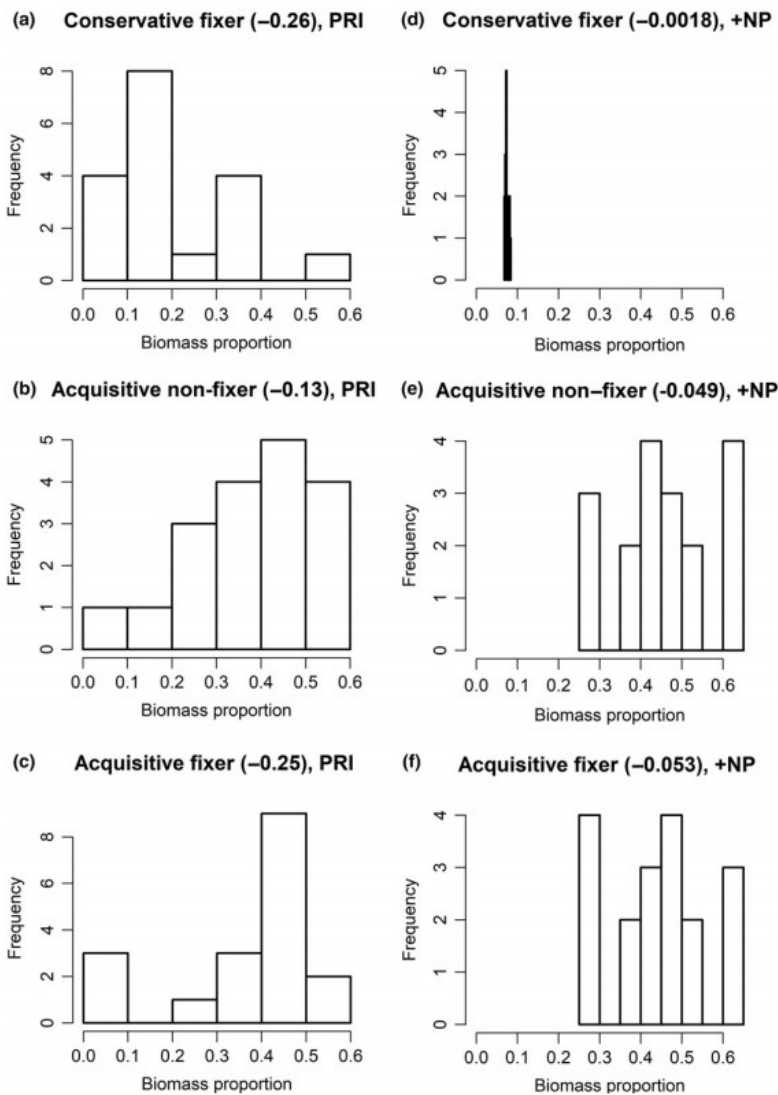 (a) Conservative fixer (−0.26), PRI
Frequency
8
6
4
2
0
0.0 0.1 0.2 0.3 0.4 0.5 0.6
Biomass proportion
(d) Conservative fixer (−0.0018), +NP
Frequency
5
4
3
2
1
0
0.0 0.1 0.2 0.3 0.4 0.5 0.6
Biomass proportion
(b) Acquisitive non-fixer (−0.13), PRI
Frequency
5
4
3
2
1
0
0.0 0.1 0.2 0.3 0.4 0.5 0.6
Biomass proportion
(e) Acquisitive non–fixer (-0.049), +NP
Frequency
4
3
2
1
0
0.0 0.1 0.2 0.3 0.4 0.5 0.6
Biomass proportion
(c) Acquisitive fixer (−0.25), PRI
Frequency
8
6
4
2
0
0.0 0.1 0.2 0.3 0.4 0.5 0.6
Biomass proportion
(f) Acquisitive fixer (−0.053), +NP
Frequency
4
3
2
1
0
0.0 0.1 0.2 0.3 0.4 0.5 0.6
Biomass proportion